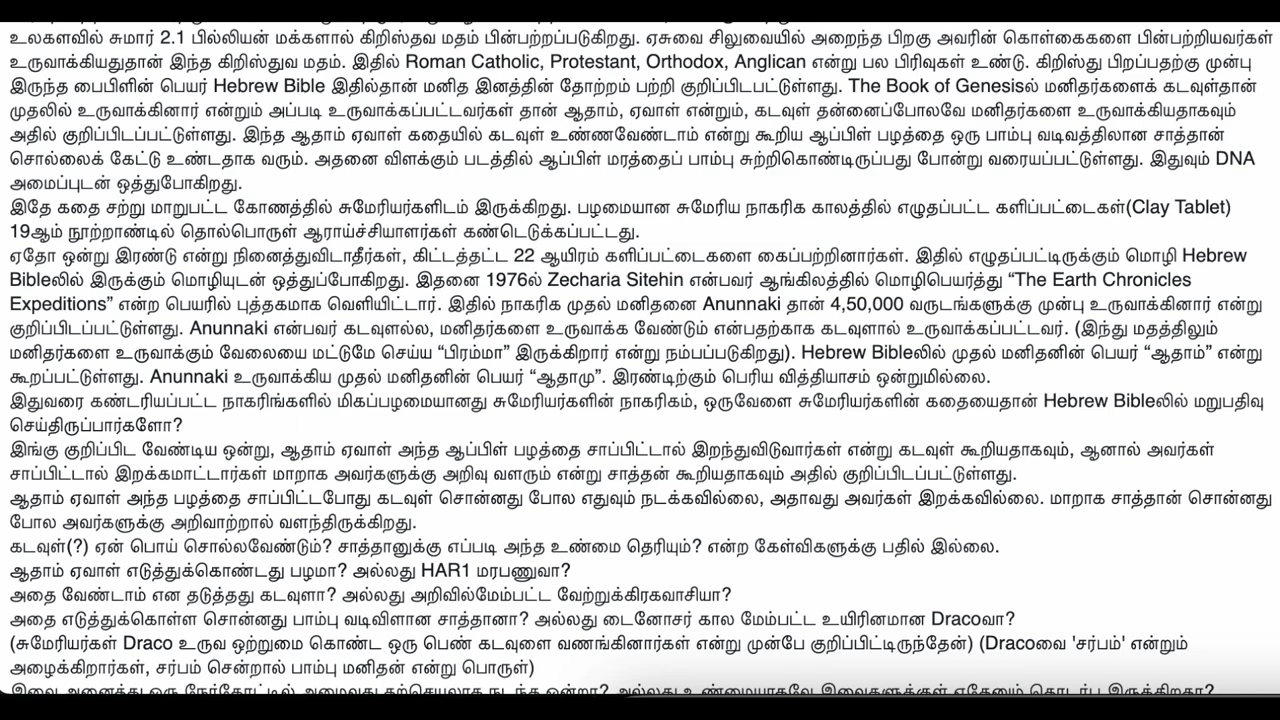 உலகளவில் சுமார் 2.1 பில்லியன் மக்களால் கிறிஸ்தவ மதம் பின்பற்றப்படுகிறது. ஏசுவை சிலுவையில் அறைந்த பிறகு அவரின் கொள்கைகளை பின்பற்றியவர்கள்
உருவாக்கியதுதான் இந்த கிறிஸ்துவ மதம். இதில் Roman Catholic, Protestant, Orthodox, Anglican என்று பல பிரிவுகள் உண்டு. கிறிஸ்து பிறப்பதற்கு முன்பு
இருந்த பைபிளின் பெயர் Hebrew Bible இதில்தான் மனித இனத்தின் தோற்றம் பற்றி குறிப்பிடபட்டுள்ளது. The Book of Genesisல் மனிதர்களைக் கடவுள்தான்
முதலில் உருவாக்கினார் என்றும் அப்படி உருவாக்கப்பட்டவர்கள் தான் ஆதாம், ஏவாள் என்றும், கடவுள் தன்னைப்போலவே மனிதர்களை உருவாக்கியதாகவும்
அதில் குறிப்பிடப்பட்டுள்ளது. இந்த ஆதாம் ஏவாள் கதையில் கடவுள் உண்ணவேண்டாம் என்று கூறிய ஆப்பிள் பழத்தை ஒரு பாம்பு வடிவத்திலான சாத்தான்
சொல்லைக் கேட்டு உண்டதாக வரும். அதனை விளக்கும் படத்தில் ஆப்பிள் மரத்தைப் பாம்பு சுற்றிகொண்டிருப்பது போன்று வரையப்பட்டுள்ளது. இதுவும் DNA
அமைப்புடன் ஒத்துபோகிறது.
இதே கதை சற்று மாறுபட்ட கோணத்தில் சுமேரியர்களிடம் இருக்கிறது. பழமையான சுமேரிய நாகரிக காலத்தில் எழுதப்பட்ட களிப்பட்டைகள்(Clay Tablet)
19ஆம் நூற்றாண்டில் தொல்பொருள் ஆராய்ச்சியாளர்கள் கண்டெடுக்கப்பட்டது.
ஏதோ ஒன்று இரண்டு என்று நினைத்துவிடாதீர்கள், கிட்டத்தட்ட 22 ஆயிரம் களிப்பட்டைகளை கைப்பற்றினார்கள். இதில் எழுதப்பட்டிருக்கும் மொழி Hebrew
Bibleலில் இருக்கும் மொழியுடன் ஒத்துப்போகிறது. இதனை 1976ல் Zecharia Sitehin என்பவர் ஆங்கிலத்தில் மொழிபெயர்த்து “The Earth Chronicles
Expeditions” என்ற பெயரில் புத்தகமாக வெளியிட்டார். இதில் நாகரிக முதல் மனிதனை Anunnaki தான் 4,50,000 வருடங்களுக்கு முன்பு உருவாக்கினார் என்று
குறிப்பிடப்பட்டுள்ளது. Anunnaki என்பவர் கடவுளல்ல, மனிதர்களை உருவாக்க வேண்டும் என்பதற்காக கடவுளால் உருவாக்கப்பட்டவர். (இந்து மதத்திலும்
மனிதர்களை உருவாக்கும் வேலையை மட்டுமே செய்ய “பிரம்மா” இருக்கிறார் என்று நம்பப்படுகிறது). Hebrew Bibleலில் முதல் மனிதனின் பெயர் “ஆதாம்” என்று
கூறப்பட்டுள்ளது. Anunnaki உருவாக்கிய முதல் மனிதனின் பெயர் “ஆதாமு”. இரண்டிற்கும் பெரிய வித்தியாசம் ஒன்றுமில்லை.
இதுவரை கண்டரியப்பட்ட நாகரிங்களில் மிகப்பழமையானது சுமேரியர்களின் நாகரிகம், ஒருவேளை சுமேரியர்களின் கதையைதான் Hebrew Bibleலில் மறுபதிவு
செய்திருப்பார்களோ?
இங்கு குறிப்பிட வேண்டிய ஒன்று, ஆதாம் ஏவாள் அந்த ஆப்பிள் பழத்தை சாப்பிட்டால் இறந்துவிடுவார்கள் என்று கடவுள் கூறியதாகவும், ஆனால் அவர்கள்
சாப்பிட்டால் இறக்கமாட்டார்கள் மாறாக அவர்களுக்கு அறிவு வளரும் என்று சாத்தன் கூறியதாகவும் அதில் குறிப்பிடப்பட்டுள்ளது.
ஆதாம் ஏவாள் அந்த பழத்தை சாப்பிட்டபோது கடவுள் சொன்னது போல எதுவும் நடக்கவில்லை, அதாவது அவர்கள் இறக்கவில்லை. மாறாக சாத்தான் சொன்னது
போல அவர்களுக்கு அறிவாற்றால் வளந்திருக்கிறது.
கடவுள்(?) ஏன் பொய் சொல்லவேண்டும்? சாத்தானுக்கு எப்படி அந்த உண்மை தெரியும்? என்ற கேள்விகளுக்கு பதில் இல்லை.
ஆதாம் ஏவாள் எடுத்துக்கொண்டது பழமா? அல்லது HAR1 மரபணுவா?
அதை வேண்டாம் என தடுத்தது கடவுளா? அல்லது அறிவில்மேம்பட்ட வேற்றுக்கிரகவாசியா?
அதை எடுத்துக்கொள்ள சொன்னது பாம்பு வடிவிளான சாத்தானா? அல்லது டைனோசர் கால மேம்பட்ட உயிரினமான Dracoவா?
(சுமேரியர்கள் Draco உருவ ஒற்றுமை கொண்ட ஒரு பெண் கடவுளை வணங்கினார்கள் என்று முன்பே குறிப்பிட்டிருந்தேன்) (Dracoவை 'சர்பம்' என்றும்
அழைக்கிறார்கள், சர்பம் சென்றால் பாம்பு மனிதன் என்று பொருள்)